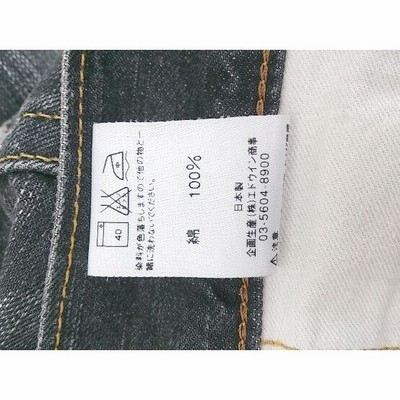 40
染料が色落ちしますので他の物と一
緒に洗わないでください。
綿 100%
日本製
企画生産(株)エドウイン商事
03-5604-8900
⚠注意